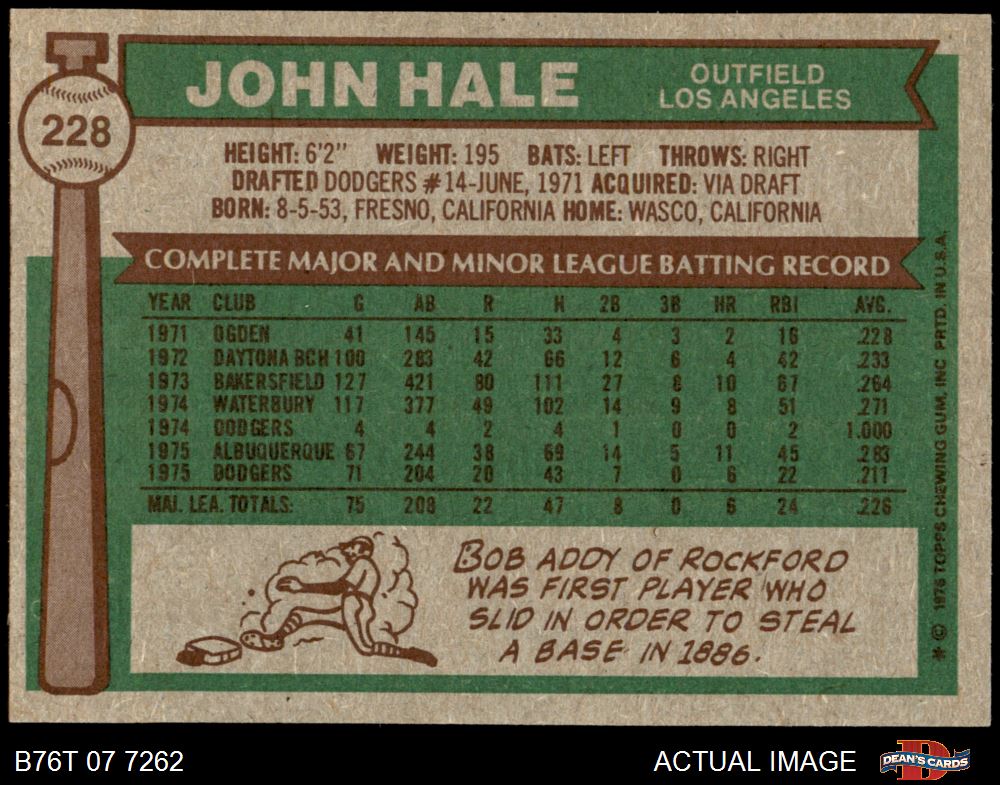 228
JOHN HALE
OUTFIELD
LOS ANGELES
HEIGHT: 6'2" WEIGHT: 195 BATS: LEFT THROWS: RIGHT
DRAFTED DODGERS #14-JUNE, 1971 ACQUIRED: VIA DRAFT
BORN: 8-5-53, FRESNO, CALIFORNIA HOME: WASCO, CALIFORNIA
COMPLETE MAJOR AND MINOR LEAGUE BATTING RECORD
YEAR CLUB G AB R H 2B 3B HR RBI AVG.
1971 OGDEN 41 145 15 33 4 3 2 16 .228
1972 DAYTONA BCH 100 283 42 66 12 6 4 42 .233
1973 BAKERSFIELD 127 421 80 111 27 8 10 67 .264
1974 WATERBURY 117 377 49 102 14 9 8 51 .271
1974 DODGERS 4 4 2 4 1 0 0 2 1.000
1975 ALBUQUERQUE 67 244 38 69 14 5 11 45 .283
1975 DODGERS 71 204 20 43 7 0 6 22 .211
MAJ. LEA. TOTALS: 75 208 22 47 8 0 6 24 .226
BOB ADDY OF ROCKFORD
WAS FIRST PLAYER WHO
SLID IN ORDER TO STEAL
A BASE IN 1886.
* © 1976 TOPPS CHEWING GUM, INC PRTD. IN U.S.A.
B76T 07 7262
ACTUAL IMAGE
D
DEAN'S CARDS